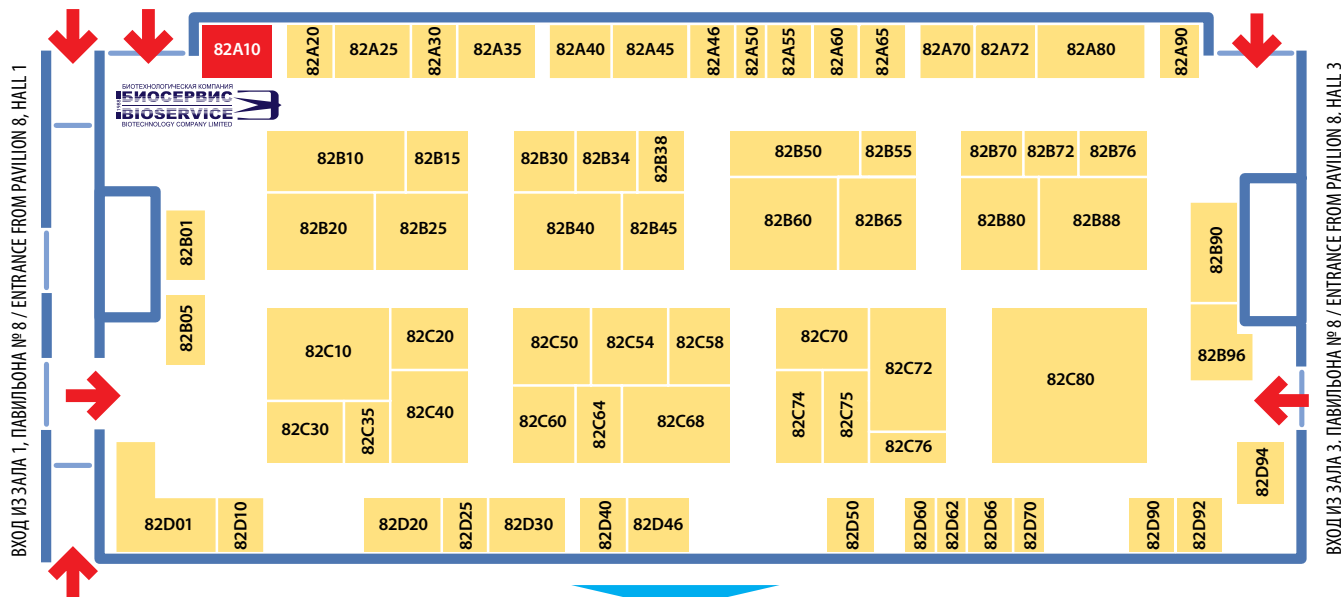 82A10
82A20
82A25
82A30
82A35
82A40
82A45
82A46
82A50
82A55
82A60
82A65
82A70
82A72
82A80
82A90
БИОТЕХНОЛОГИЧЕСКАЯ КОМПАНИЯ
БИОСЕРВИС
BIOSERVICE
BIOTECHNOLOGY COMPANY LIMITED
ВХОД ИЗ ЗАЛА 1, ПАВИЛЬОНА № 8 / ENTRANCE FROM PAVILION 8, HALL 1
ВХОД ИЗ ЗАЛА 3, ПАВИЛЬОНА № 8 / ENTRANCE FROM PAVILION 8, HALL 3
82B10
82B15
82B30
82B34
82B38
82B50
82B55
82B70
82B72
82B76
82B01
82B20
82B25
82B40
82B45
82B60
82B65
82B80
82B88
82B90
82B05
82C10
82C20
82C50
82C54
82C58
82C70
82C72
82C80
82B96
82C30
82C35
82C40
82C60
82C64
82C68
82C74
82C75
82C76
82D94
82D01
82D10
82D20
82D25
82D30
82D40
82D46
82D50
82D60
82D62
82D66
82D70
82D90
82D92